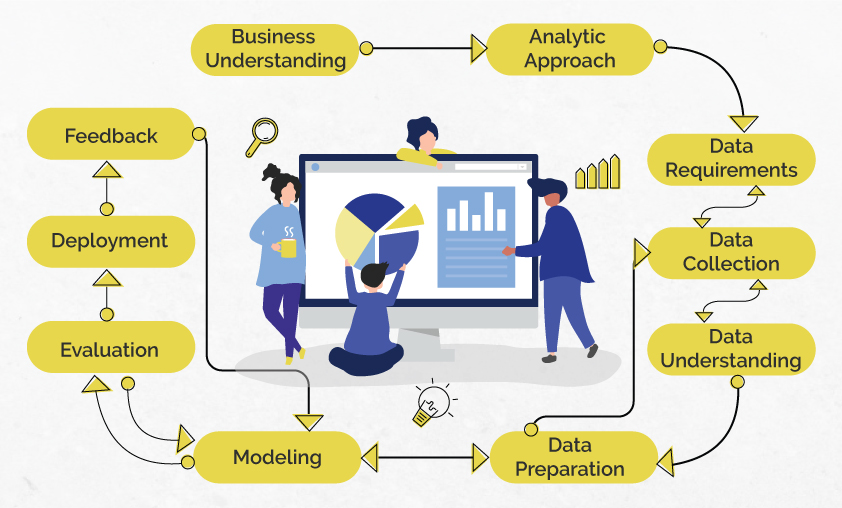 Business
Understanding
Analytic
Approach
Data
Requirements
Data
Collection
Data
Understanding
Data
Preparation
Modeling
Evaluation
Deployment
Feedback